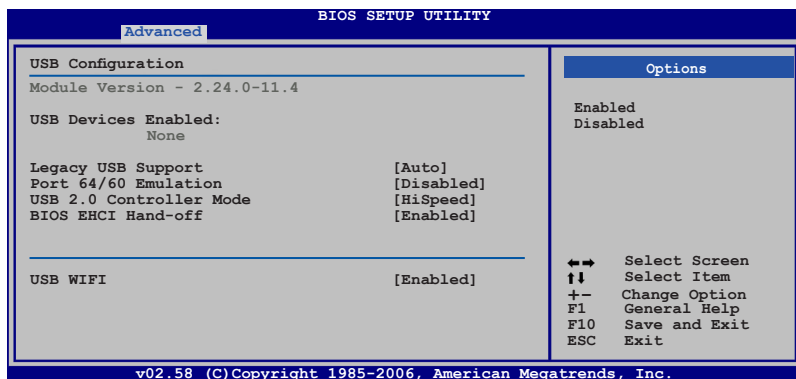 BIOS SETUP UTILITY
Advanced
USB Configuration
Module Version - 2.24.0-11.4
USB Devices Enabled:
None
Legacy USB Support [Auto]
Port 64/60 Emulation [Disabled]
USB 2.0 Controller Mode [HiSpeed]
BIOS EHCI Hand-off [Enabled]
USB WIFI [Enabled]
Options
Enabled
Disabled
←→ Select Screen
↑↓ Select Item
+- Change Option
F1 General Help
F10 Save and Exit
ESC Exit
v02.58 (C)Copyright 1985-2006, American Megatrends, Inc.